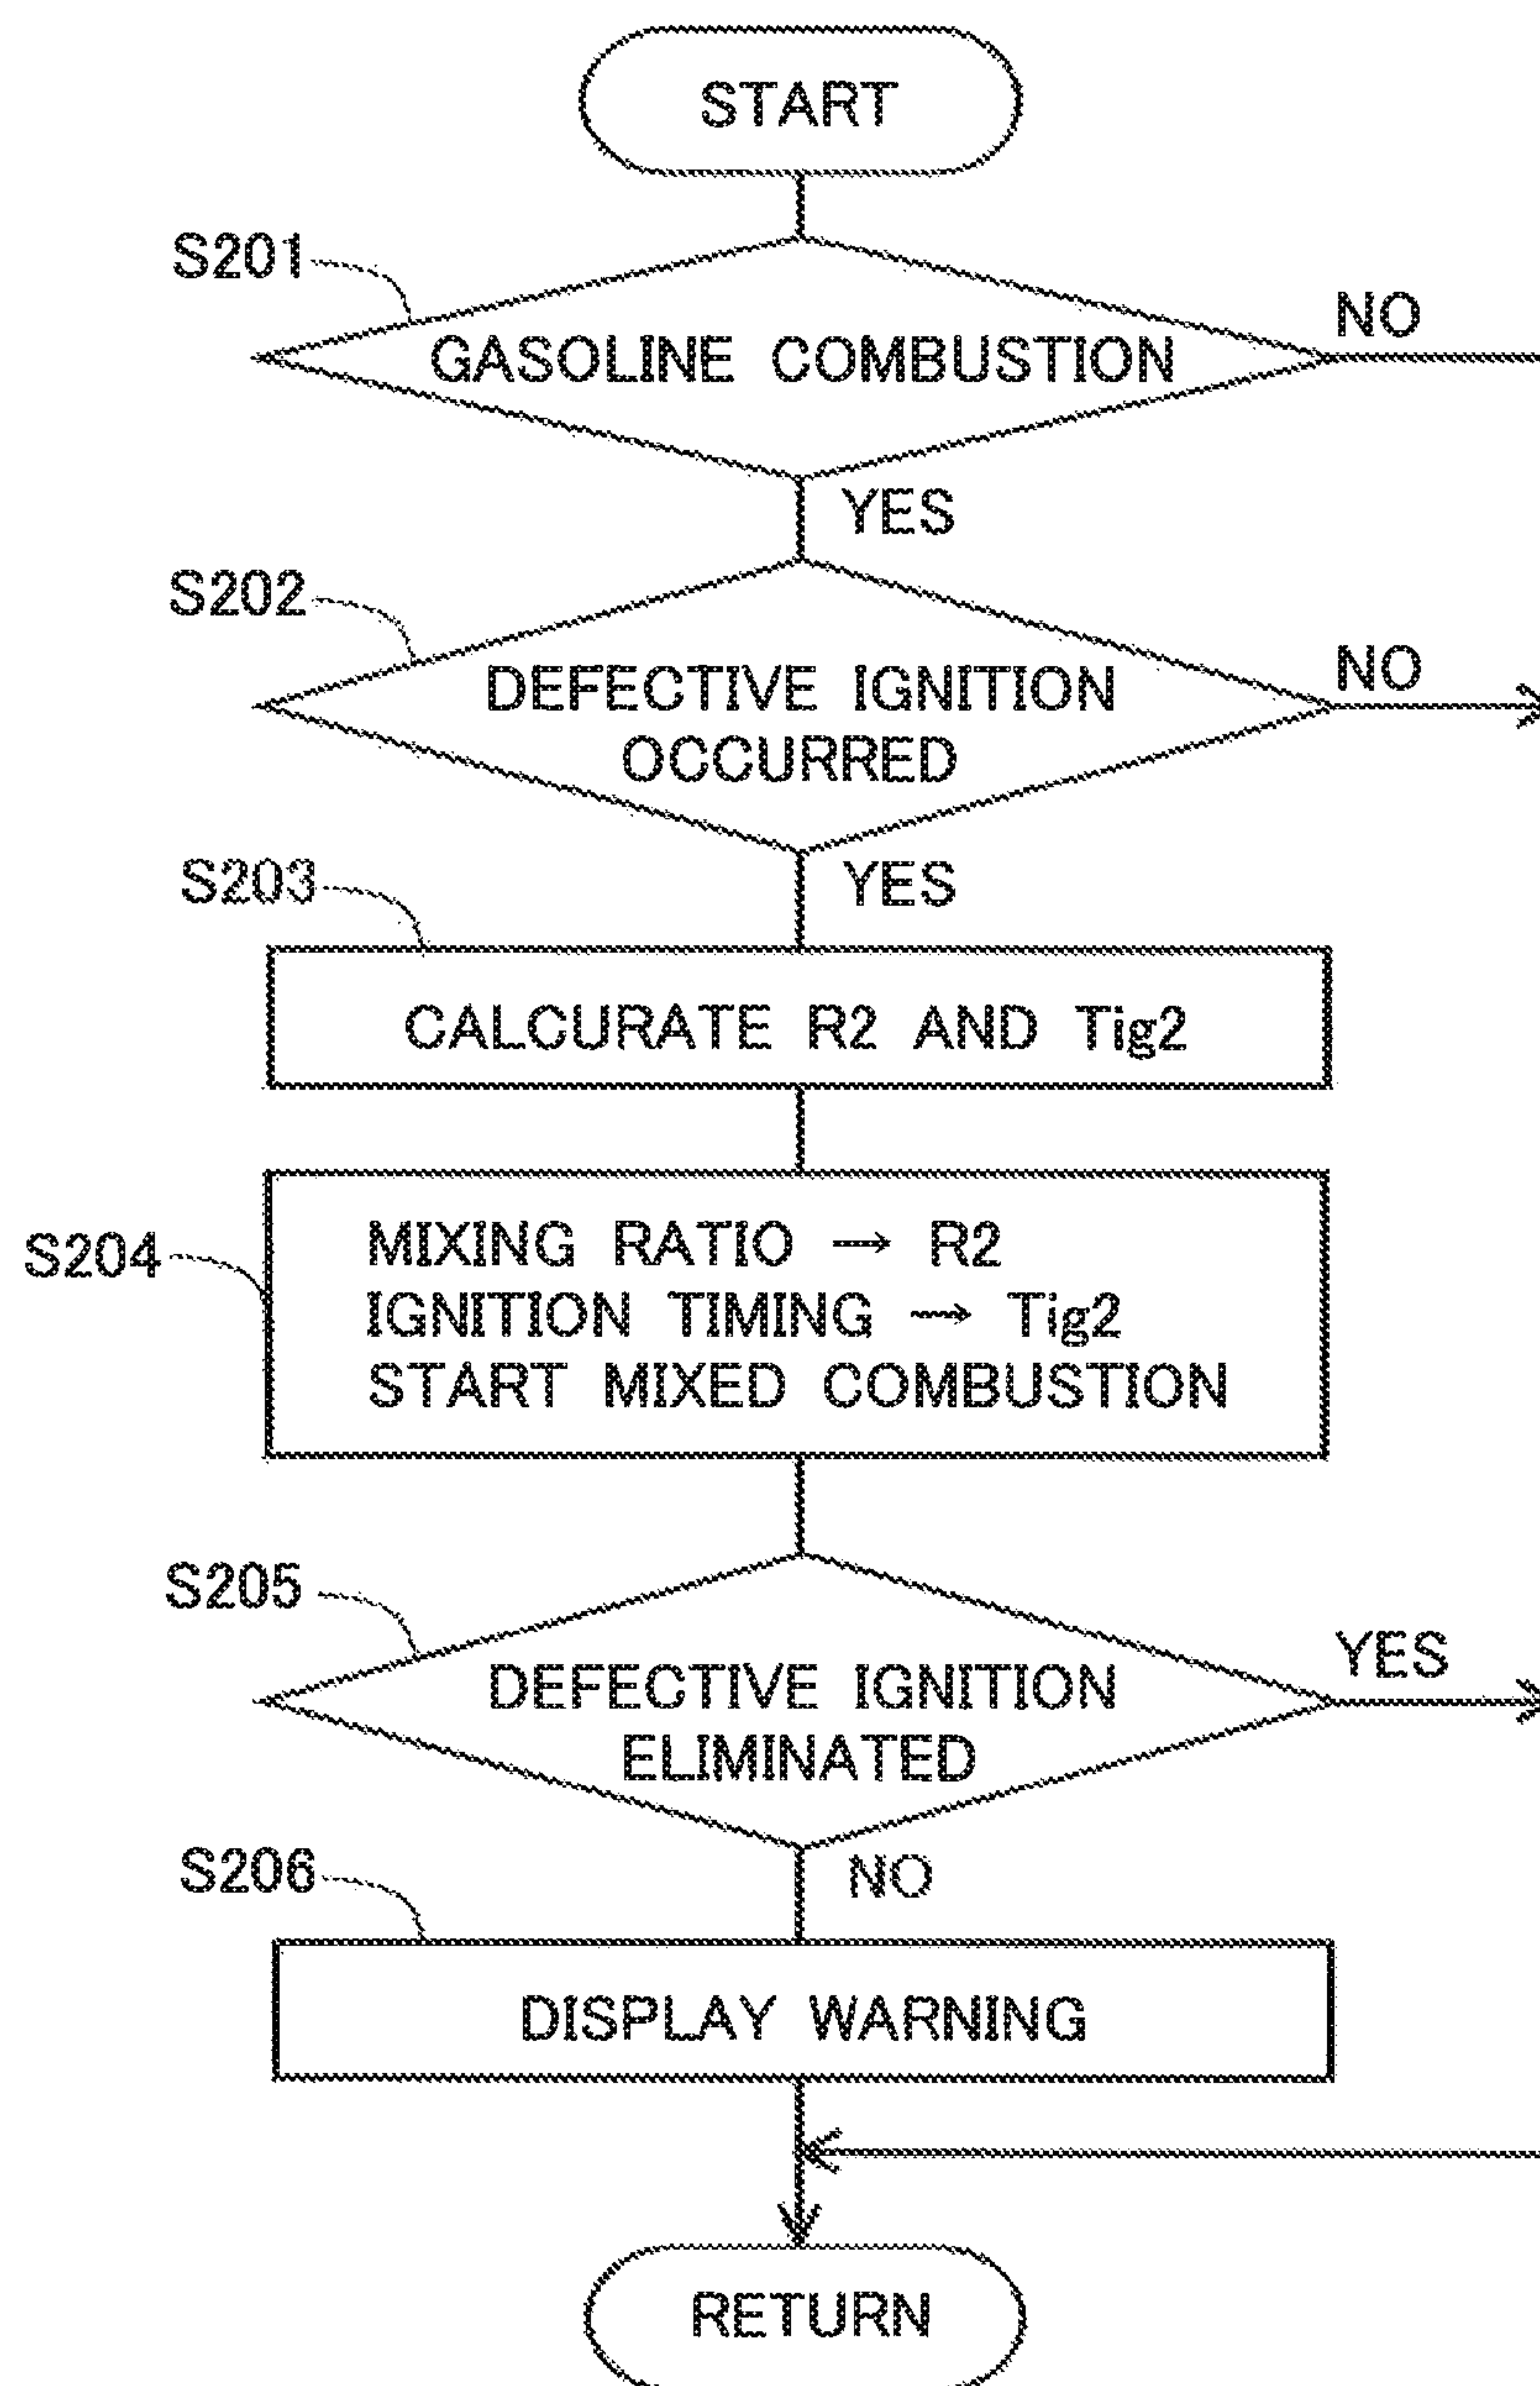 START
S201
NO
GASOLINE COMBUSTION
YES
S202
NO
DEFECTIVE IGNITION
OCCURRED
YES
S203
CALCURATE R2 AND Tig2
S204
MIXING RATIO → R2
IGNITION TIMING → Tig2
START MIXED COMBUSTION
S205
YES
DEFECTIVE IGNITION
ELIMINATED
NO
S206
DISPLAY WARNING
RETURN